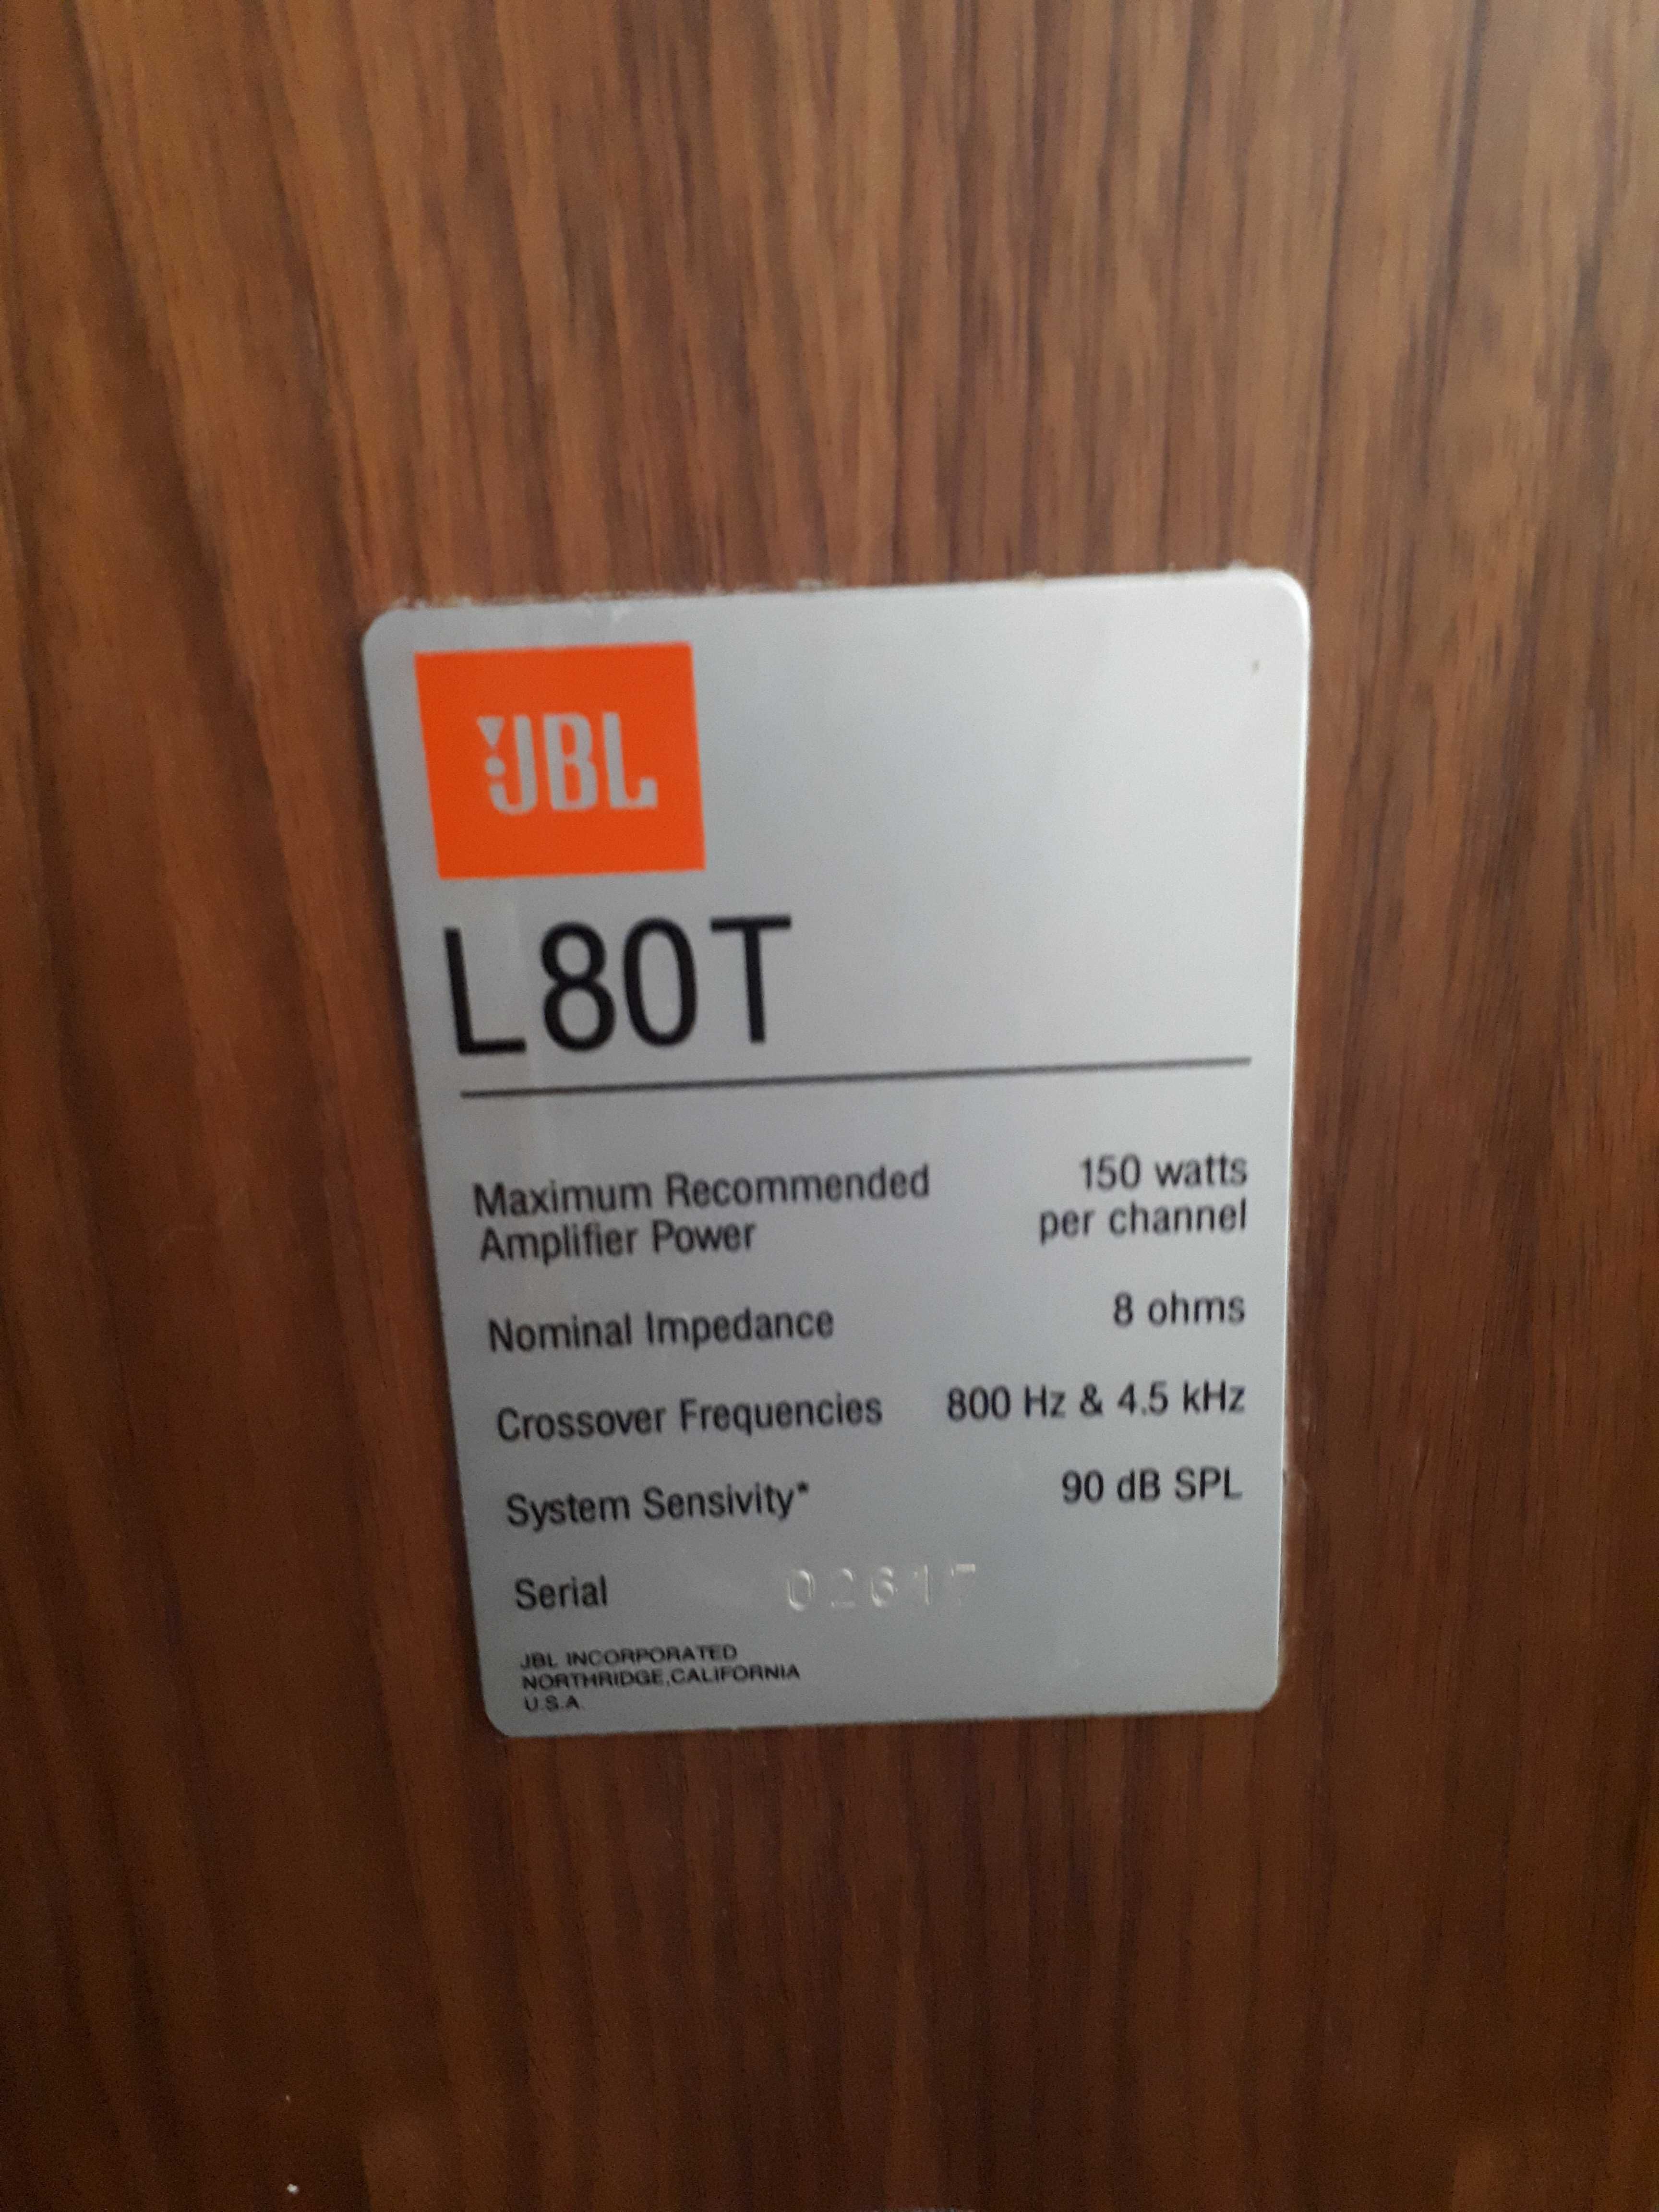 JBL
L80T
Maximum Recommended 150 watts
Amplifier Power per channel
Nominal Impedance 8 ohms
Crossover Frequencies 800 Hz & 4.5 kHz
System Sensivity* 90 dB SPL
Serial 02617
JBL INCORPORATED
NORTHRIDGE,CALIFORNIA
U.S.A.